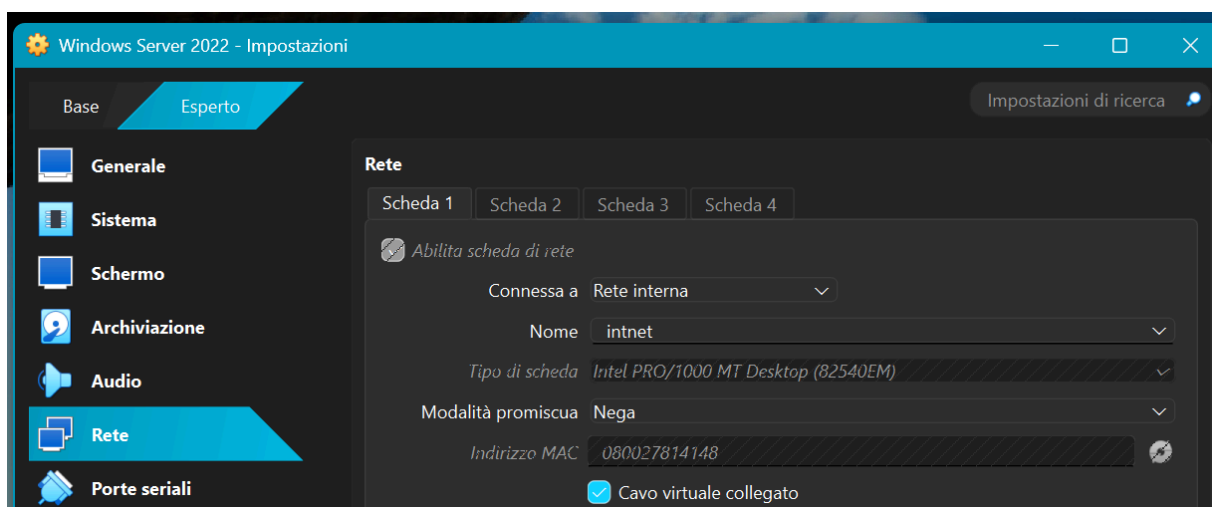 Windows Server 2022 - Impostazioni
Base Esperto Impostazioni di ricerca
Generale
Sistema
Schermo
Archiviazione
Audio
Rete
Porte seriali
Rete
Scheda 1 Scheda 2 Scheda 3 Scheda 4
Abilita scheda di rete
Connessa a Rete interna
Nome intnet
Tipo di scheda Intel PRO/1000 MT Desktop (82540EM)
Modalità promiscua Nega
Indirizzo MAC 080027814148
Cavo virtuale collegato